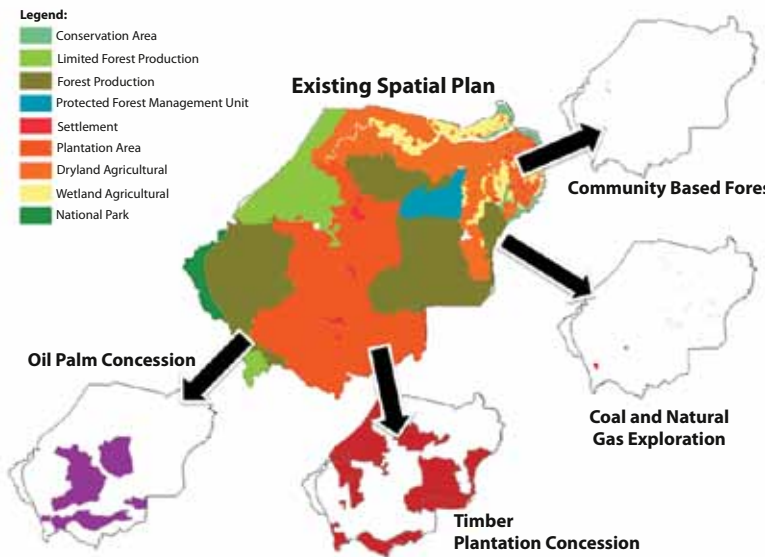 Legend:
Conservation Area
Limited Forest Production
Forest Production
Protected Forest Management Unit
Settlement
Plantation Area
Dryland Agricultural
Wetland Agricultural
National Park
Existing Spatial Plan
Community Based Fores
Oil Palm Concession
Coal and Natural
Gas Exploration
Timber
Plantation Concession